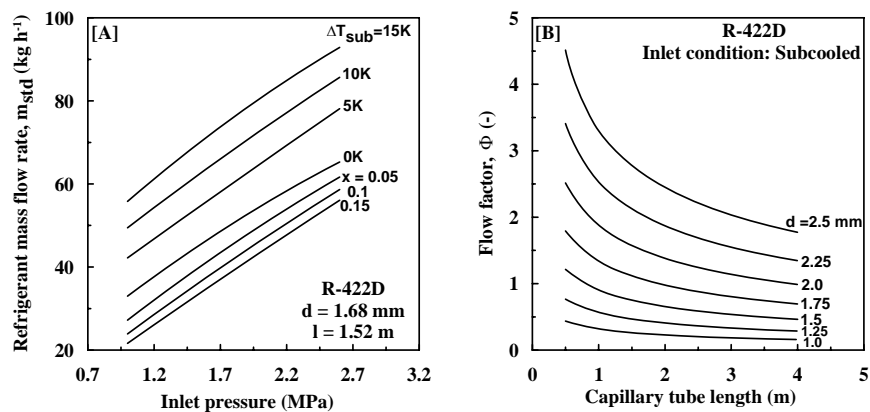 [A]
ΔTsub=15K
10K
5K
0K
x = 0.05
0.1
0.15
R-422D
d = 1.68 mm
l = 1.52 m
100
90
80
70
60
50
40
30
20
0.7 1.2 1.7 2.2 2.7 3.2
Inlet pressure (MPa)
Refrigerant mass flow rate, mstd (kg h-1)
[B]
R-422D
Inlet condition: Subcooled
d =2.5 mm
2.25
2.0
1.75
1.5
1.25
1.0
5
4
3
2
1
0
0 1 2 3 4 5
Capillary tube length (m)
Flow factor, Φ (-)